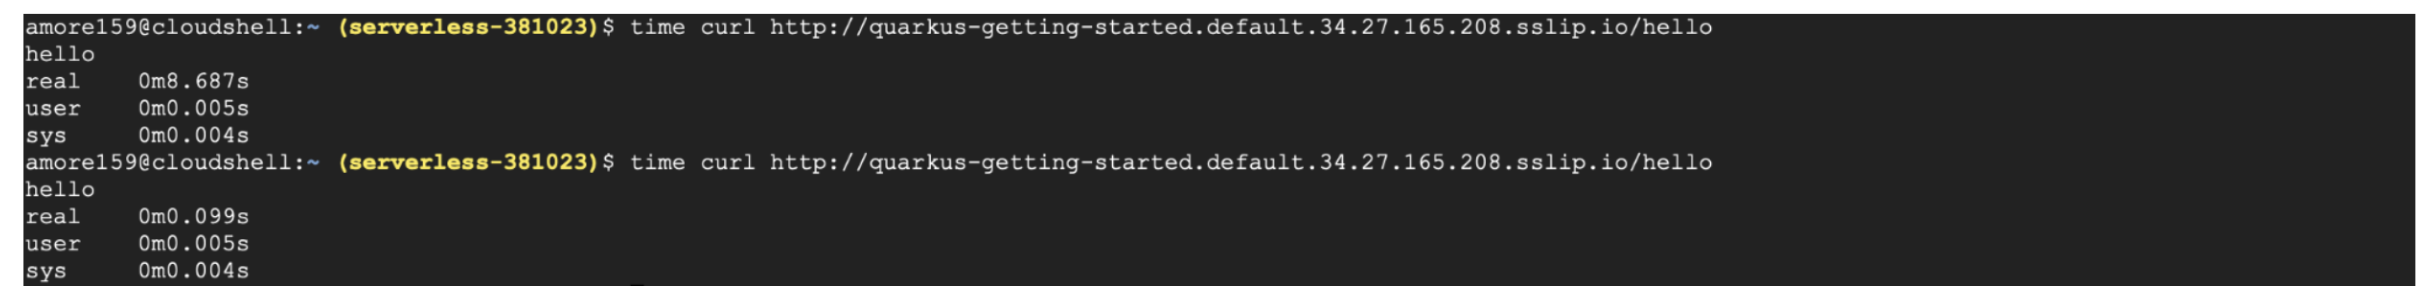 amore159@cloudshell:~ (serverless-381023)$ time curl http://quarkus-getting-started.default.34.27.165.208.sslip.io/hello
hello
real    0m8.687s
user    0m0.005s
sys     0m0.004s
amore159@cloudshell:~ (serverless-381023)$ time curl http://quarkus-getting-started.default.34.27.165.208.sslip.io/hello
hello
real    0m0.099s
user    0m0.005s
sys     0m0.004s